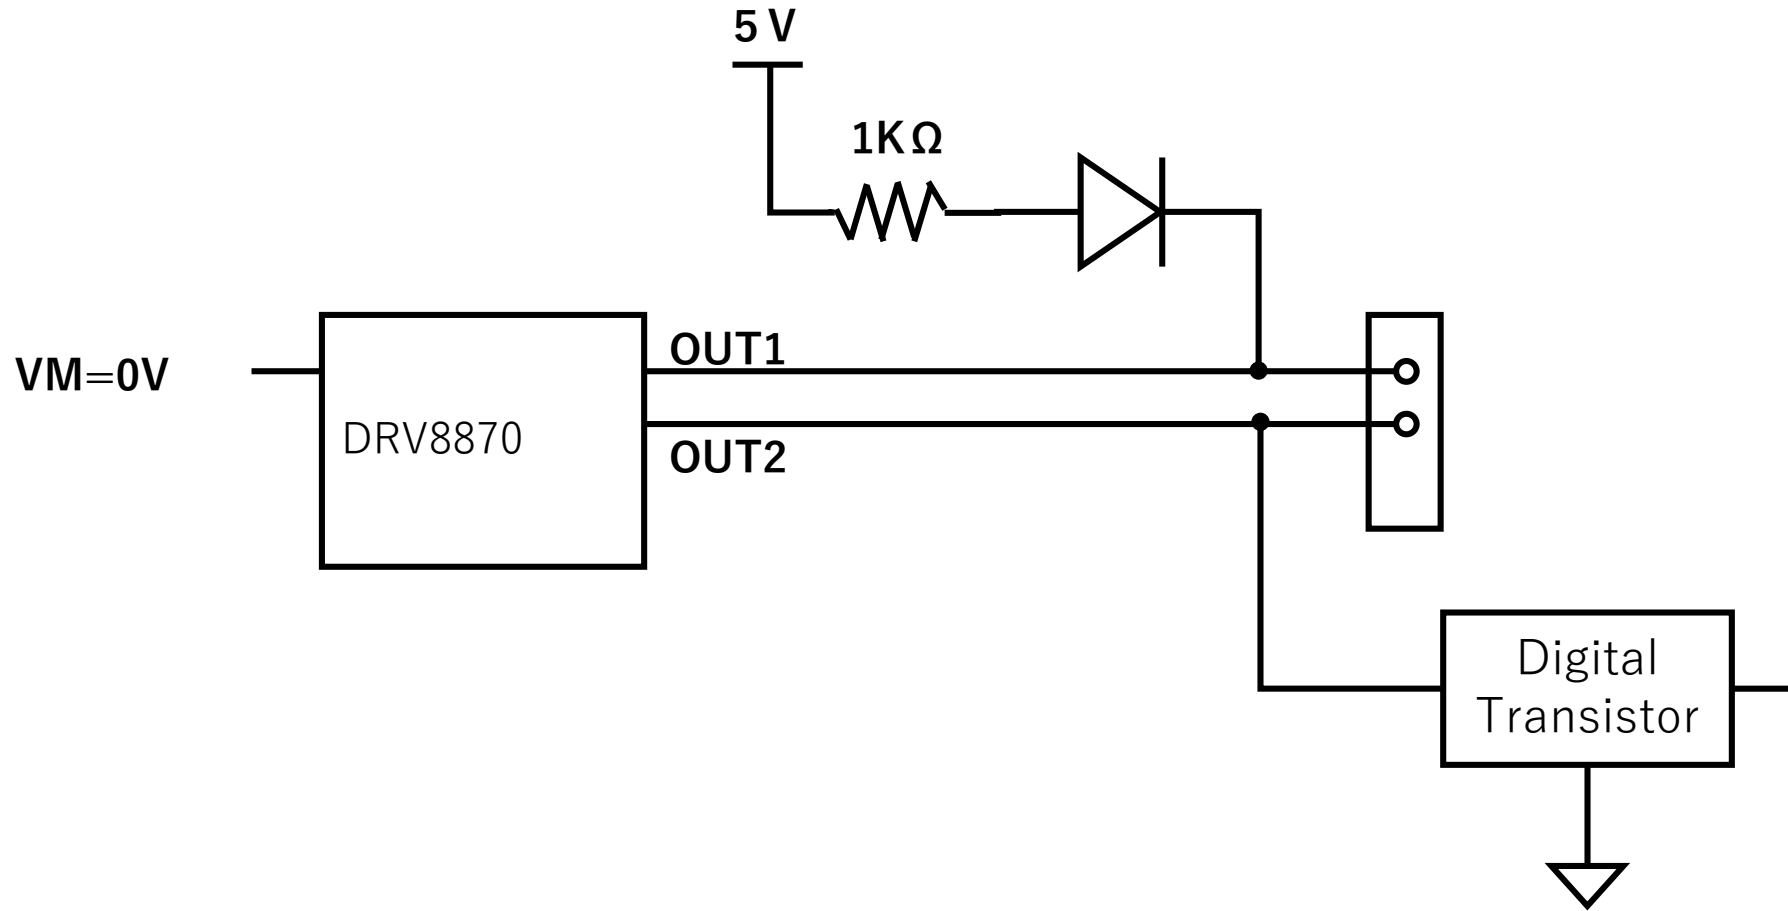 5 V
1KΩ
OUT1
VM=0V
DRV8870
OUT2
Digital
Transistor